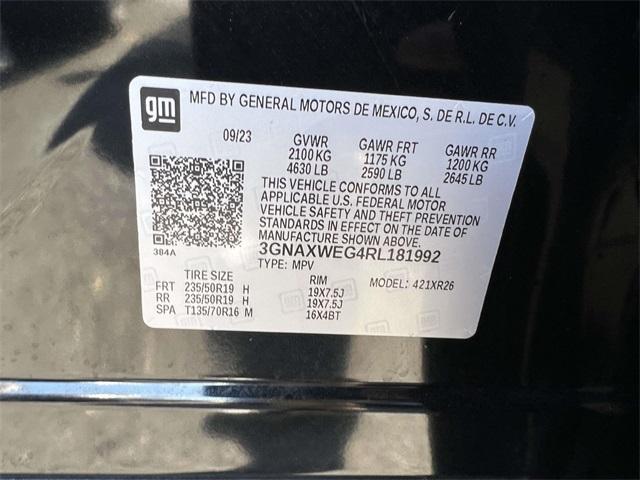 gm
MFD BY GENERAL MOTORS DE MEXICO, S. DE R.L. DE C.V.
09/23 GVWR GAWR FRT GAWR RR
2100 KG 1175 KG 1200 KG
4630 LB 2590 LB 2645 LB
THIS VEHICLE CONFORMS TO ALL
APPLICABLE U.S. FEDERAL MOTOR
VEHICLE SAFETY AND THEFT PREVENTION
STANDARDS IN EFFECT ON THE DATE OF
MANUFACTURE SHOWN ABOVE.
384A
3GNAXWEG4RL181992
TYPE: MPV
TIRE SIZE RIM MODEL: 421XR26
FRT 235/50R19 H 19X7.5J
RR 235/50R19 H 19X7.5J
SPA T135/70R16 M 16X4BT